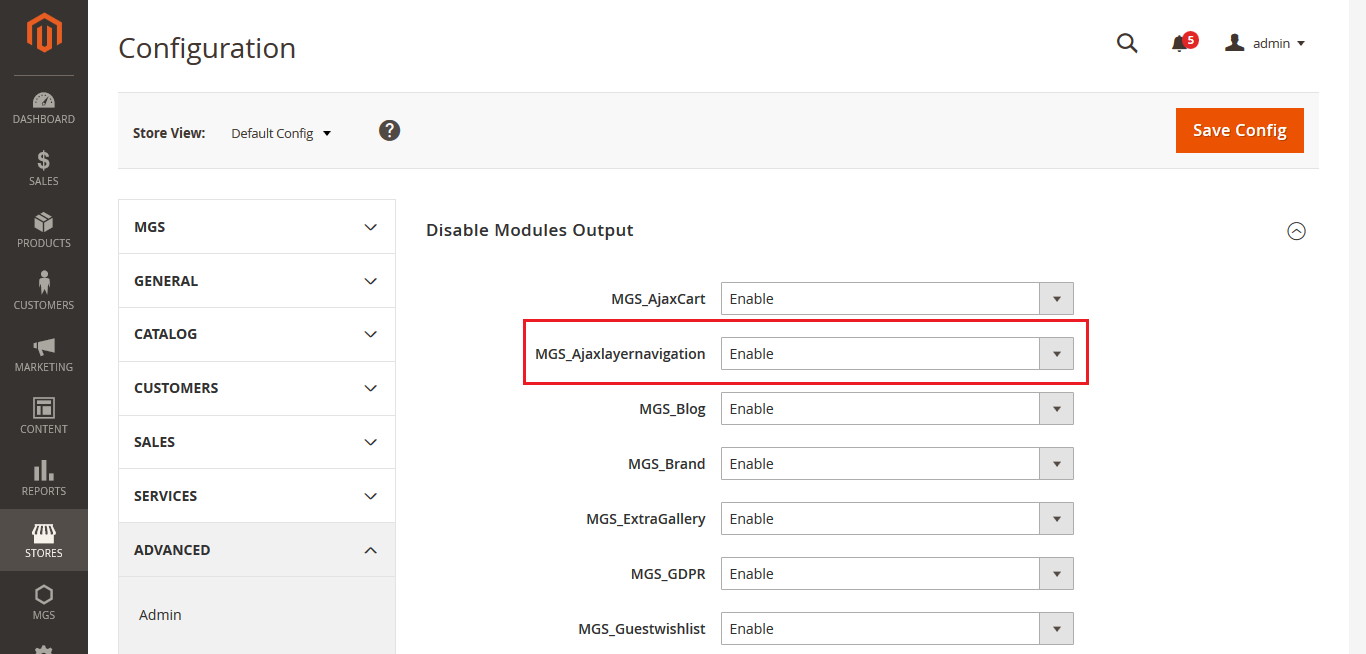 DASHBOARD
SALES
PRODUCTS
CUSTOMERS
MARKETING
CONTENT
REPORTS
STORES
MGS
Configuration
5
admin
Store View:
Default Config
?
Save Config
MGS
GENERAL
CATALOG
CUSTOMERS
SALES
SERVICES
ADVANCED
Admin
Disable Modules Output
MGS_AjaxCart Enable
MGS_Ajaxlayernavigation Enable
MGS_Blog Enable
MGS_Brand Enable
MGS_ExtraGallery Enable
MGS_GDPR Enable
MGS_Guestwishlist Enable